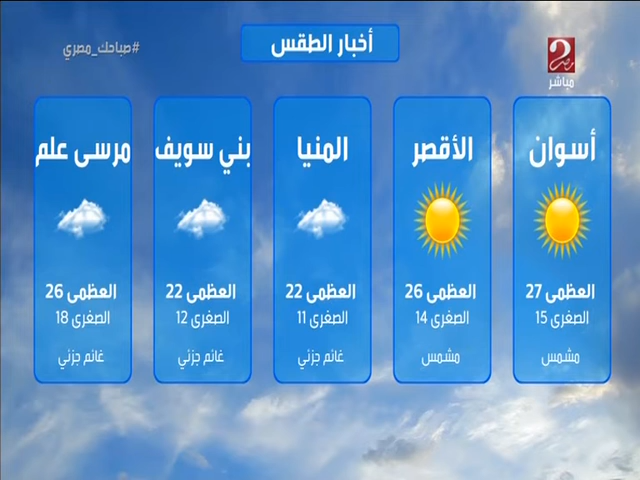 أخبار الطقس
#صباحك_مصري
مصر
2
مباشر
أسوان
العظمى 27
الصغرى 15
مشمس
الأقصر
العظمى 26
الصغرى 14
مشمس
المنيا
العظمى 22
الصغرى 11
غائم جزئي
بني سويف
العظمى 22
الصغرى 12
غائم جزئي
مرسى علم
العظمى 26
الصغرى 18
غائم جزئي